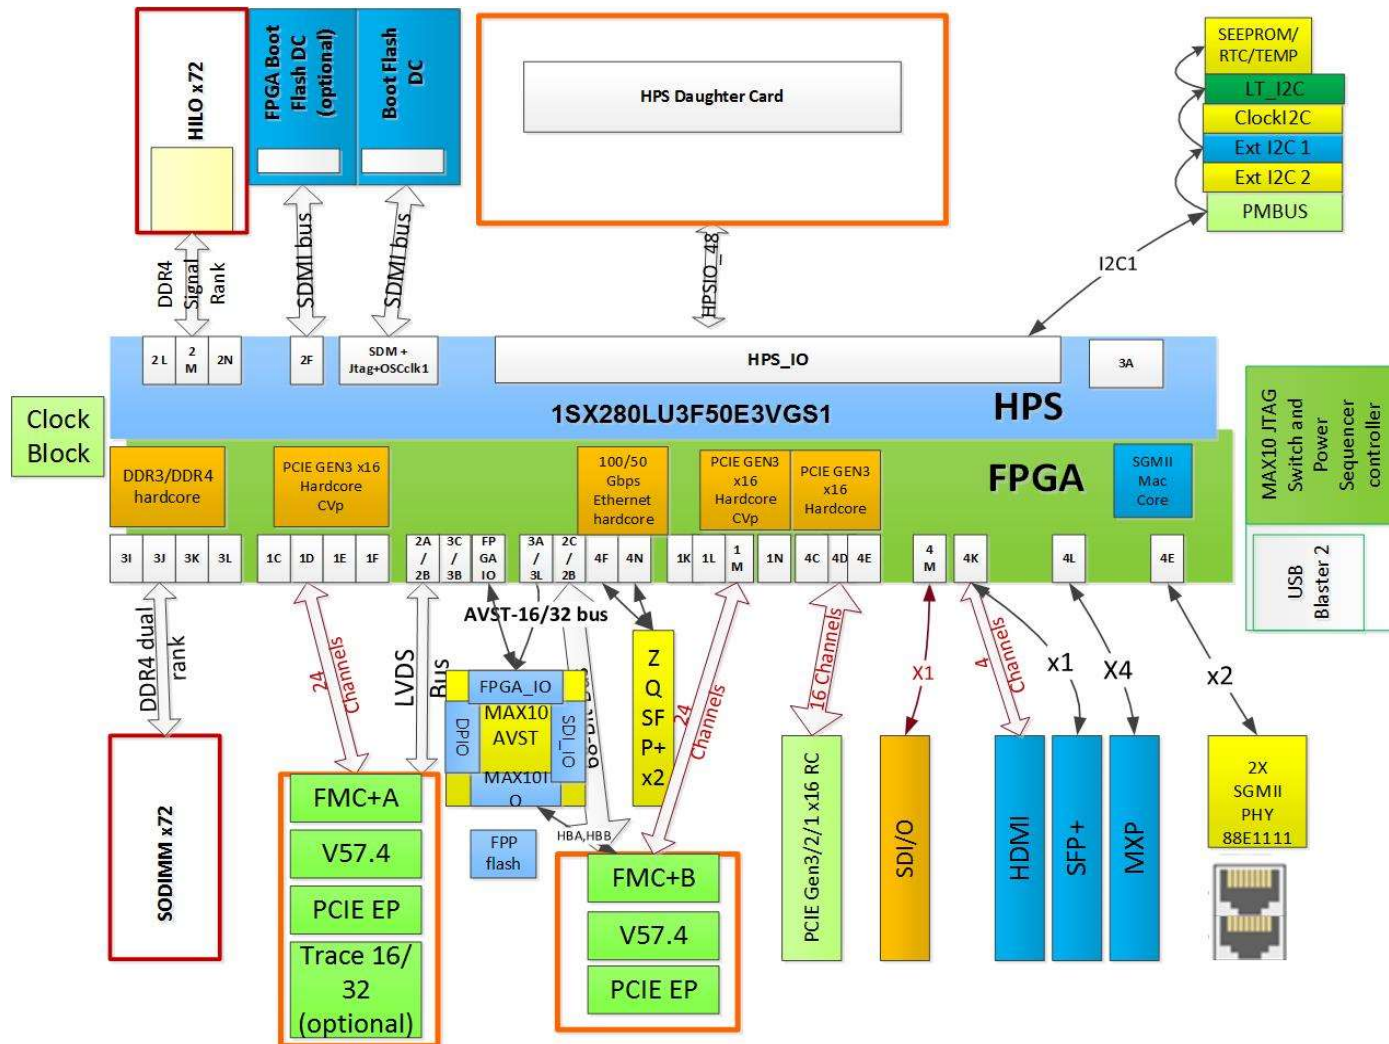 HILO x72
FPGA Boot
Flash DC
(optional)
Boot Flash
DC
HPS Daughter Card
SEEPROM/
RTC/TEMP
LT_I2C
ClockI2C
Ext I2C 1
Ext I2C 2
PMBUS
DDR4
Signal
Rank
SDMI bus
SDMI bus
HPSIO_48
I2C1
2 L
2
M
2N
2F
SDM +
Jtag+OSCclk1
HPS_IO
3A
1SX280LU3F50E3VGS1
HPS
Clock
Block
MAX10 JTAG
Switch and
Power
Sequencer
controller
DDR3/DDR4
hardcore
PCIE GEN3 x16
Hardcore
CVp
100/50
Gbps
Ethernet
hardcore
PCIE GEN3
x16
Hardcore
CVp
PCIE GEN3
x16
Hardcore
FPGA
SGMII
Mac
Core
3I
3J
3K
3L
1C
1D
1E
1F
2A
/
2B
3C/
3B
FP
GA
IO
3A
/
3L
2C
/
2B
4F
4N
1K
1L
1
M
1N
4C
4D
4E
4
M
4K
4L
4E
USB
Blaster 2
DDR4 dual
rank
24
Channels
LVDS
Bus
AVST-16/32 bus
FPGA_IO
MAX10
AVST
DPIO
SDI_IO
MAX10I
O
Z
Q
SF
P+
x2
24
Channels
16 Channels
X1
4
Channels
x1
X4
x2
HBA,HBB
FPP
flash
SODIMM x72
FMC+A
V57.4
PCIE EP
Trace 16/
32
(optional)
FMC+B
V57.4
PCIE EP
PCIE Gen3/2/1 x16 RC
SDI/O
HDMI
SFP+
MXP
2X
SGMII
PHY
88E1111